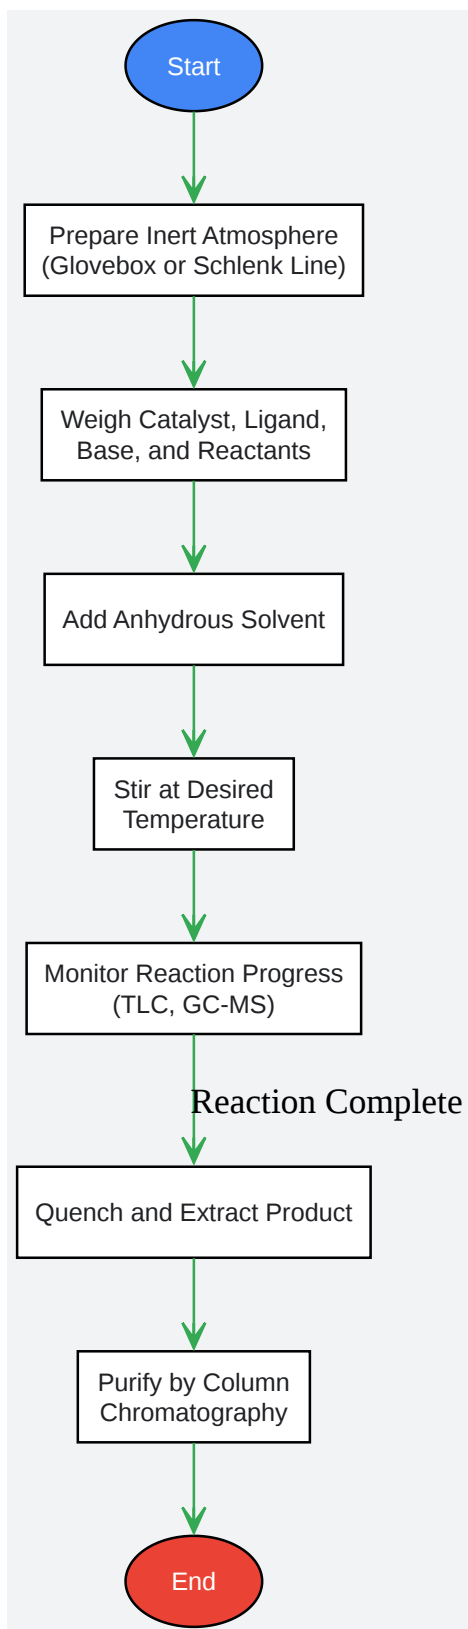 Start
Prepare Inert Atmosphere
(Glovebox or Schlenk Line)
Weigh Catalyst, Ligand,
Base, and Reactants
Add Anhydrous Solvent
Stir at Desired
Temperature
Monitor Reaction Progress
(TLC, GC-MS)
Reaction Complete
Quench and Extract Product
Purify by Column
Chromatography
End